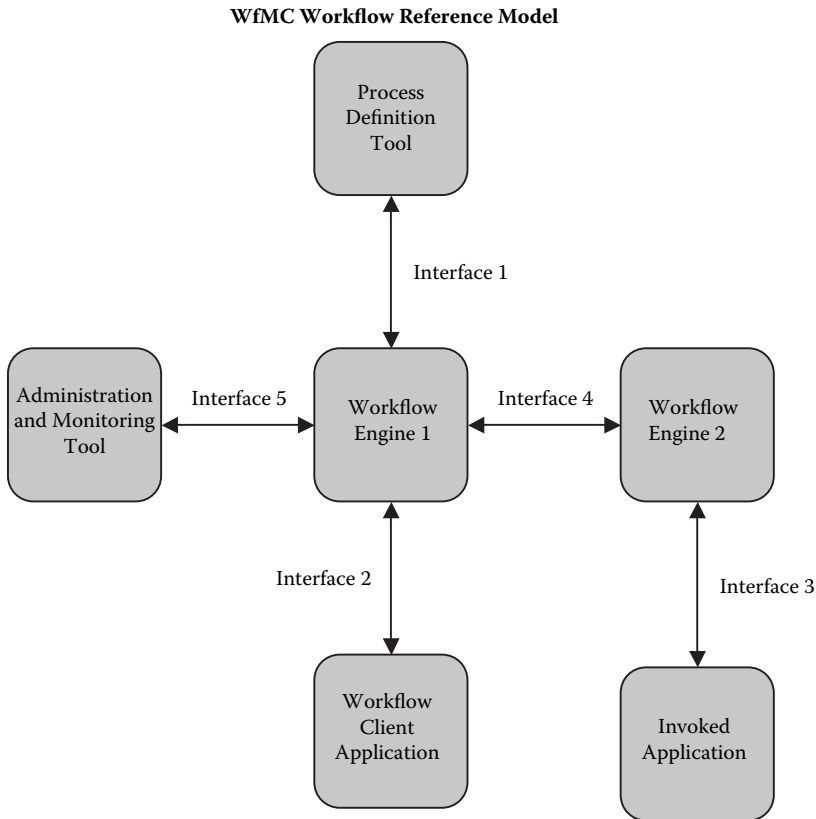 WfMC Workflow Reference Model
Process
Definition
Tool
Interface 1
Administration
and Monitoring
Tool
Interface 5
Workflow
Engine 1
Interface 4
Workflow
Engine 2
Interface 2
Interface 3
Workflow
Client
Application
Invoked
Application